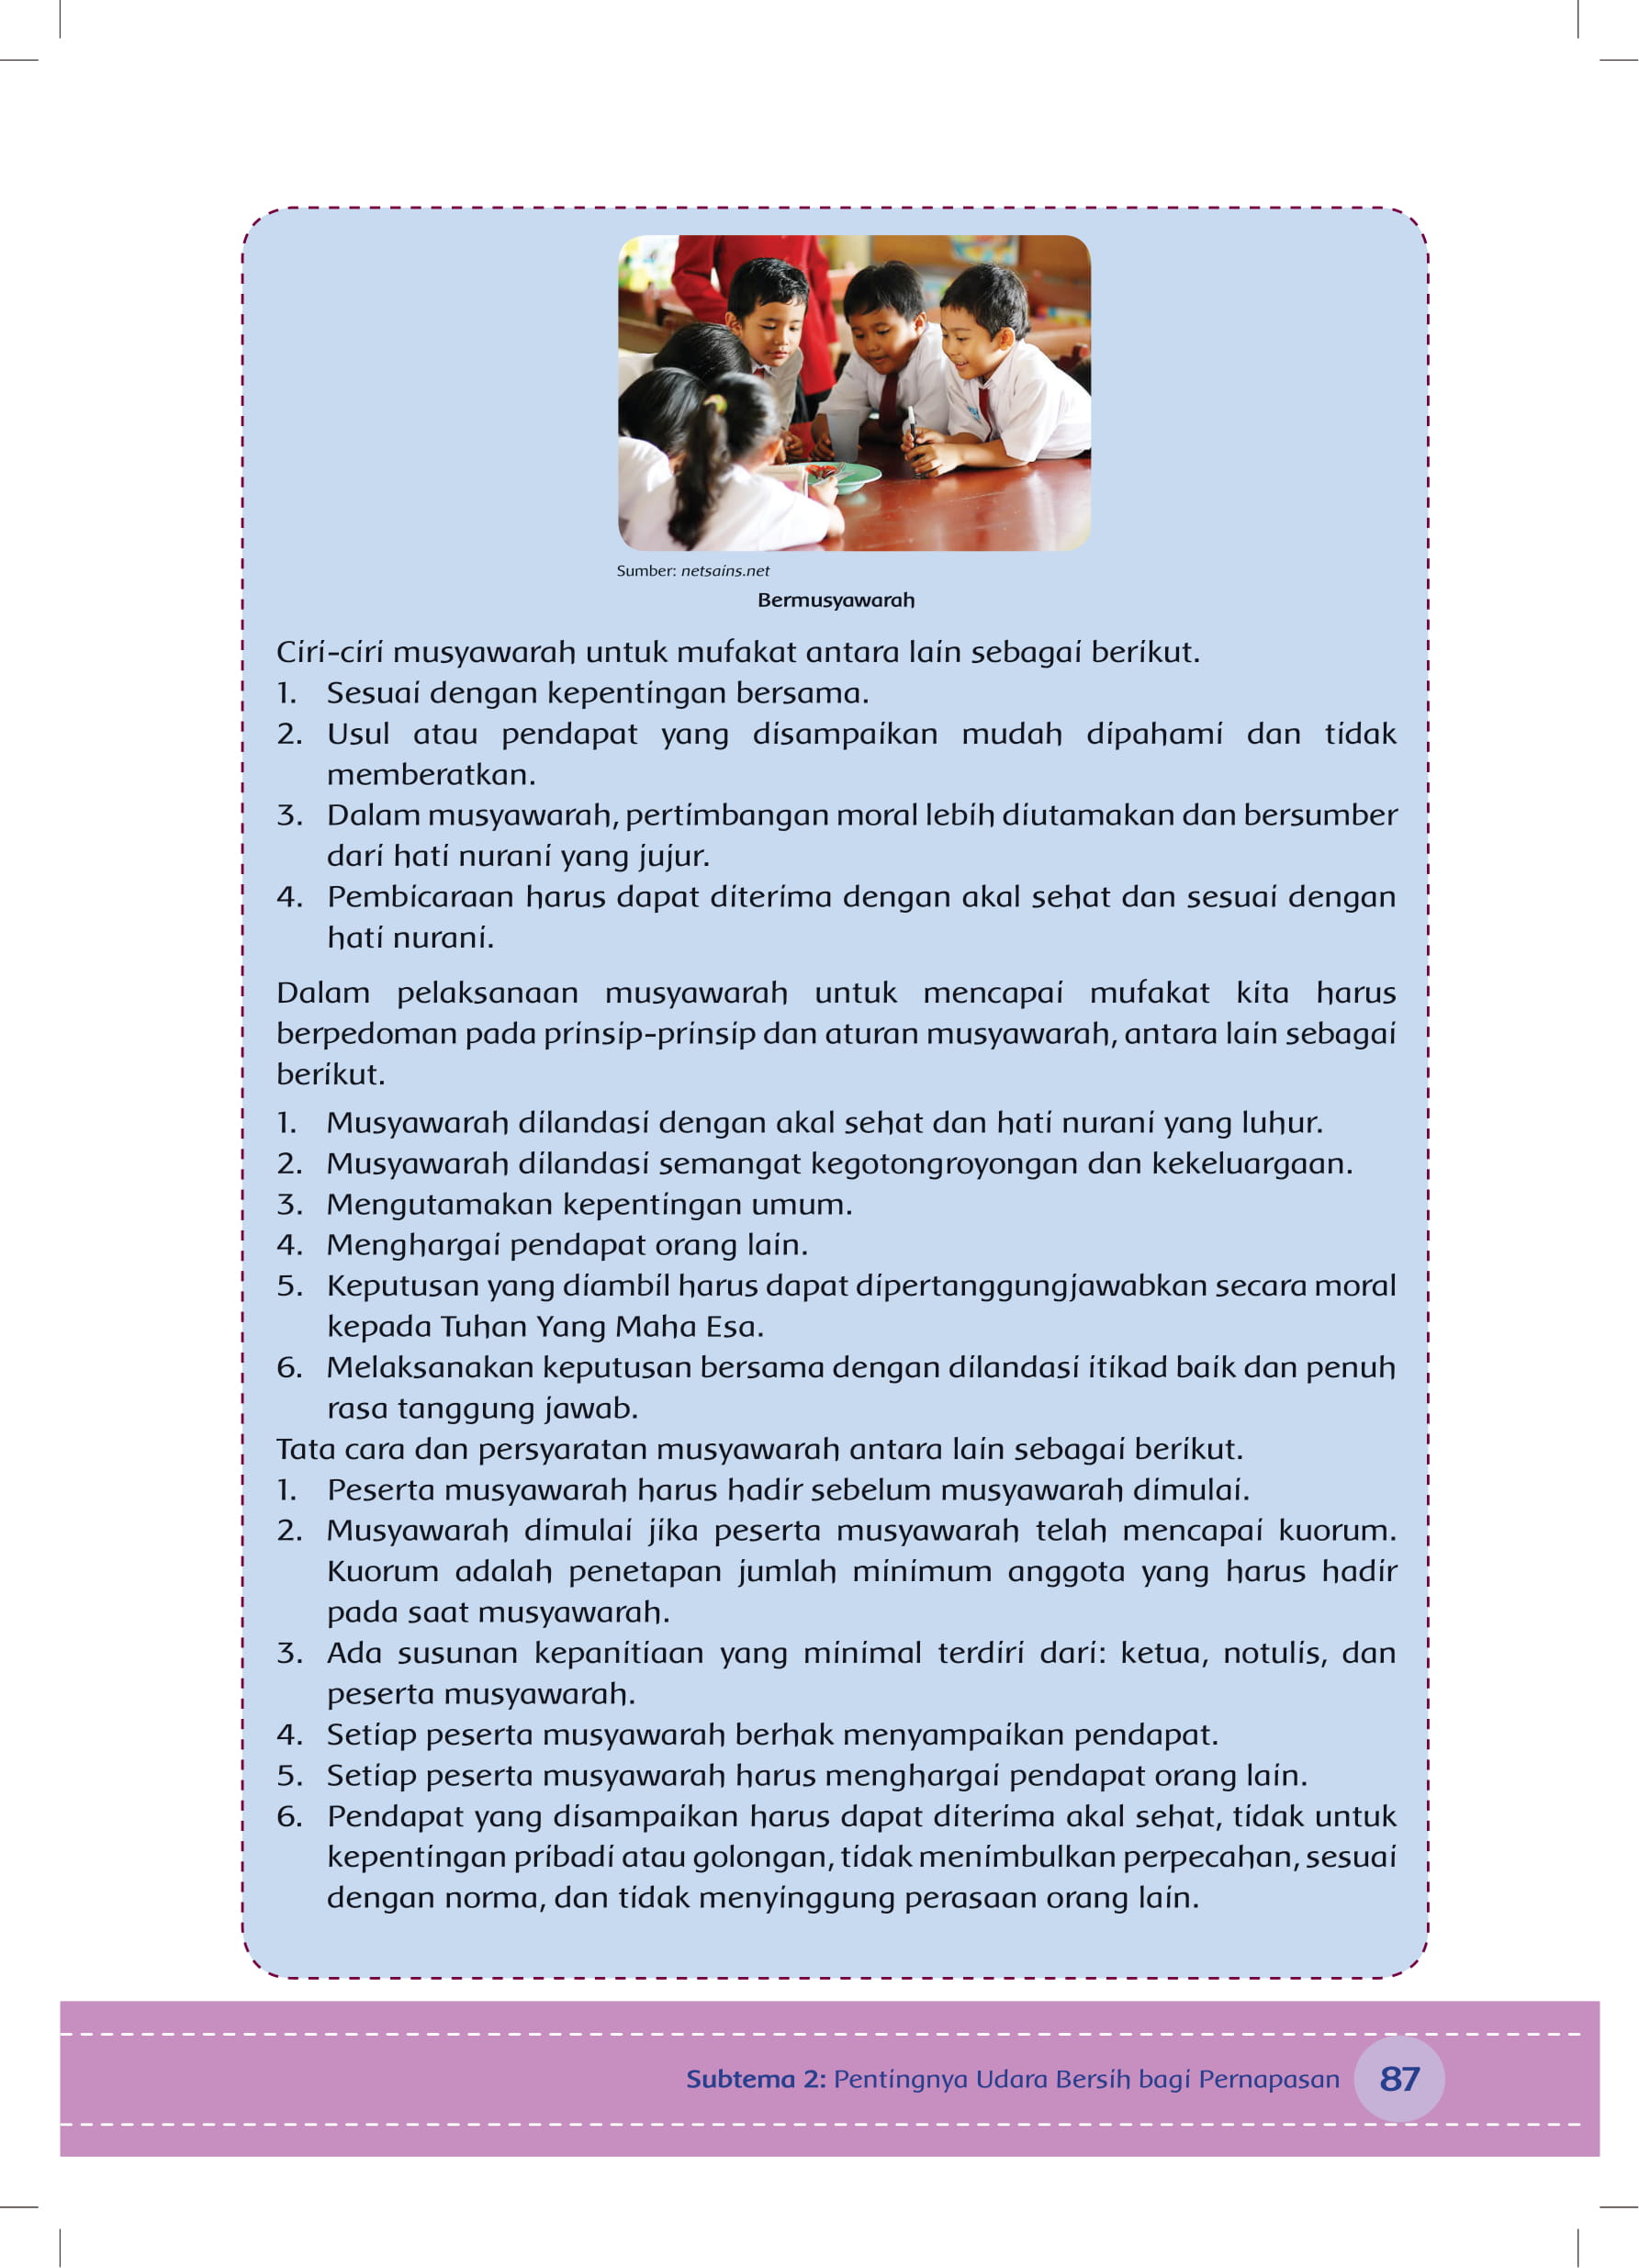 Sumber: netsains.net
Bermusyawarah
Ciri-ciri musyawarah untuk mufakat antara lain sebagai berikut.
1. Sesuai dengan kepentingan bersama.
2. Usul atau pendapat yang disampaikan mudah dipahami dan tidak
memberatkan.
3. Dalam musyawarah, pertimbangan moral lebih diutamakan dan bersumber
dari hati nurani yang jujur.
4. Pembicaraan harus dapat diterima dengan akal sehat dan sesuai dengan
hati nurani.
Dalam pelaksanaan musyawarah untuk mencapai mufakat kita harus
berpedoman pada prinsip-prinsip dan aturan musyawarah, antara lain sebagai
berikut.
1. Musyawarah dilandasi dengan akal sehat dan hati nurani yang luhur.
2. Musyawarah dilandasi semangat kegotongroyongan dan kekeluargaan.
3. Mengutamakan kepentingan umum.
4. Menghargai pendapat orang lain.
5. Keputusan yang diambil harus dapat dipertanggungjawabkan secara moral
kepada Tuhan Yang Maha Esa.
6. Melaksanakan keputusan bersama dengan dilandasi itikad baik dan penuh
rasa tanggung jawab.
Tata cara dan persyaratan musyawarah antara lain sebagai berikut.
1. Peserta musyawarah harus hadir sebelum musyawarah dimulai.
2. Musyawarah dimulai jika peserta musyawarah telah mencapai kuorum.
Kuorum adalah penetapan jumlah minimum anggota yang harus hadir
pada saat musyawarah.
3. Ada susunan kepanitiaan yang minimal terdiri dari: ketua, notulis, dan
peserta musyawarah.
4. Setiap peserta musyawarah berhak menyampaikan pendapat.
5. Setiap peserta musyawarah harus menghargai pendapat orang lain.
6. Pendapat yang disampaikan harus dapat diterima akal sehat, tidak untuk
kepentingan pribadi atau golongan, tidak menimbulkan perpecahan, sesuai
dengan norma, dan tidak menyinggung perasaan orang lain.
Subtema 2: Pentingnya Udara Bersih bagi Pernapasan 87